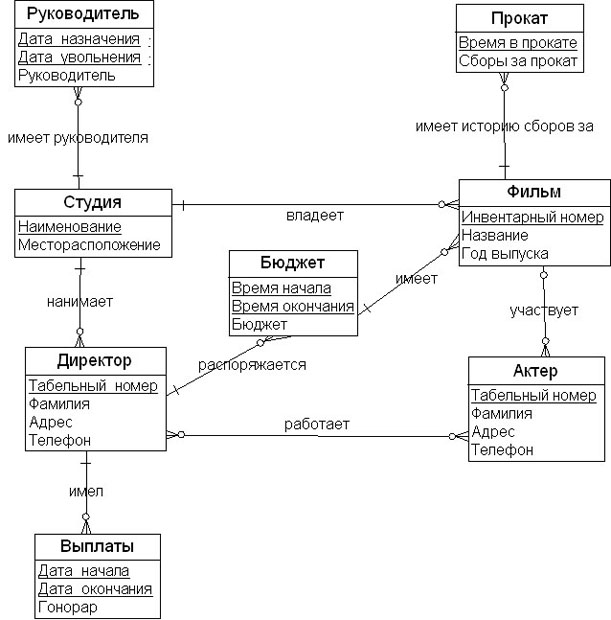 Руководитель
Дата назначения :
Дата увольнения :
Руководитель
Прокат
Время в прокате
Сборы за прокат
имеет руководителя
имеет историю сборов за
Студия
Наименование
Месторасположение
владеет
Фильм
Инвентарный номер
Название
Год выпуска
Бюджет
Время начала
Время окончания
Бюджет
имеет
нанимает
участвует
Директор
Табельный номер
Фамилия
Адрес
Телефон
распоряжается
Актер
Табельный номер
Фамилия
Адрес
Телефон
работает
имел
Выплаты
Дата начала
Дата окончания
Гонорар